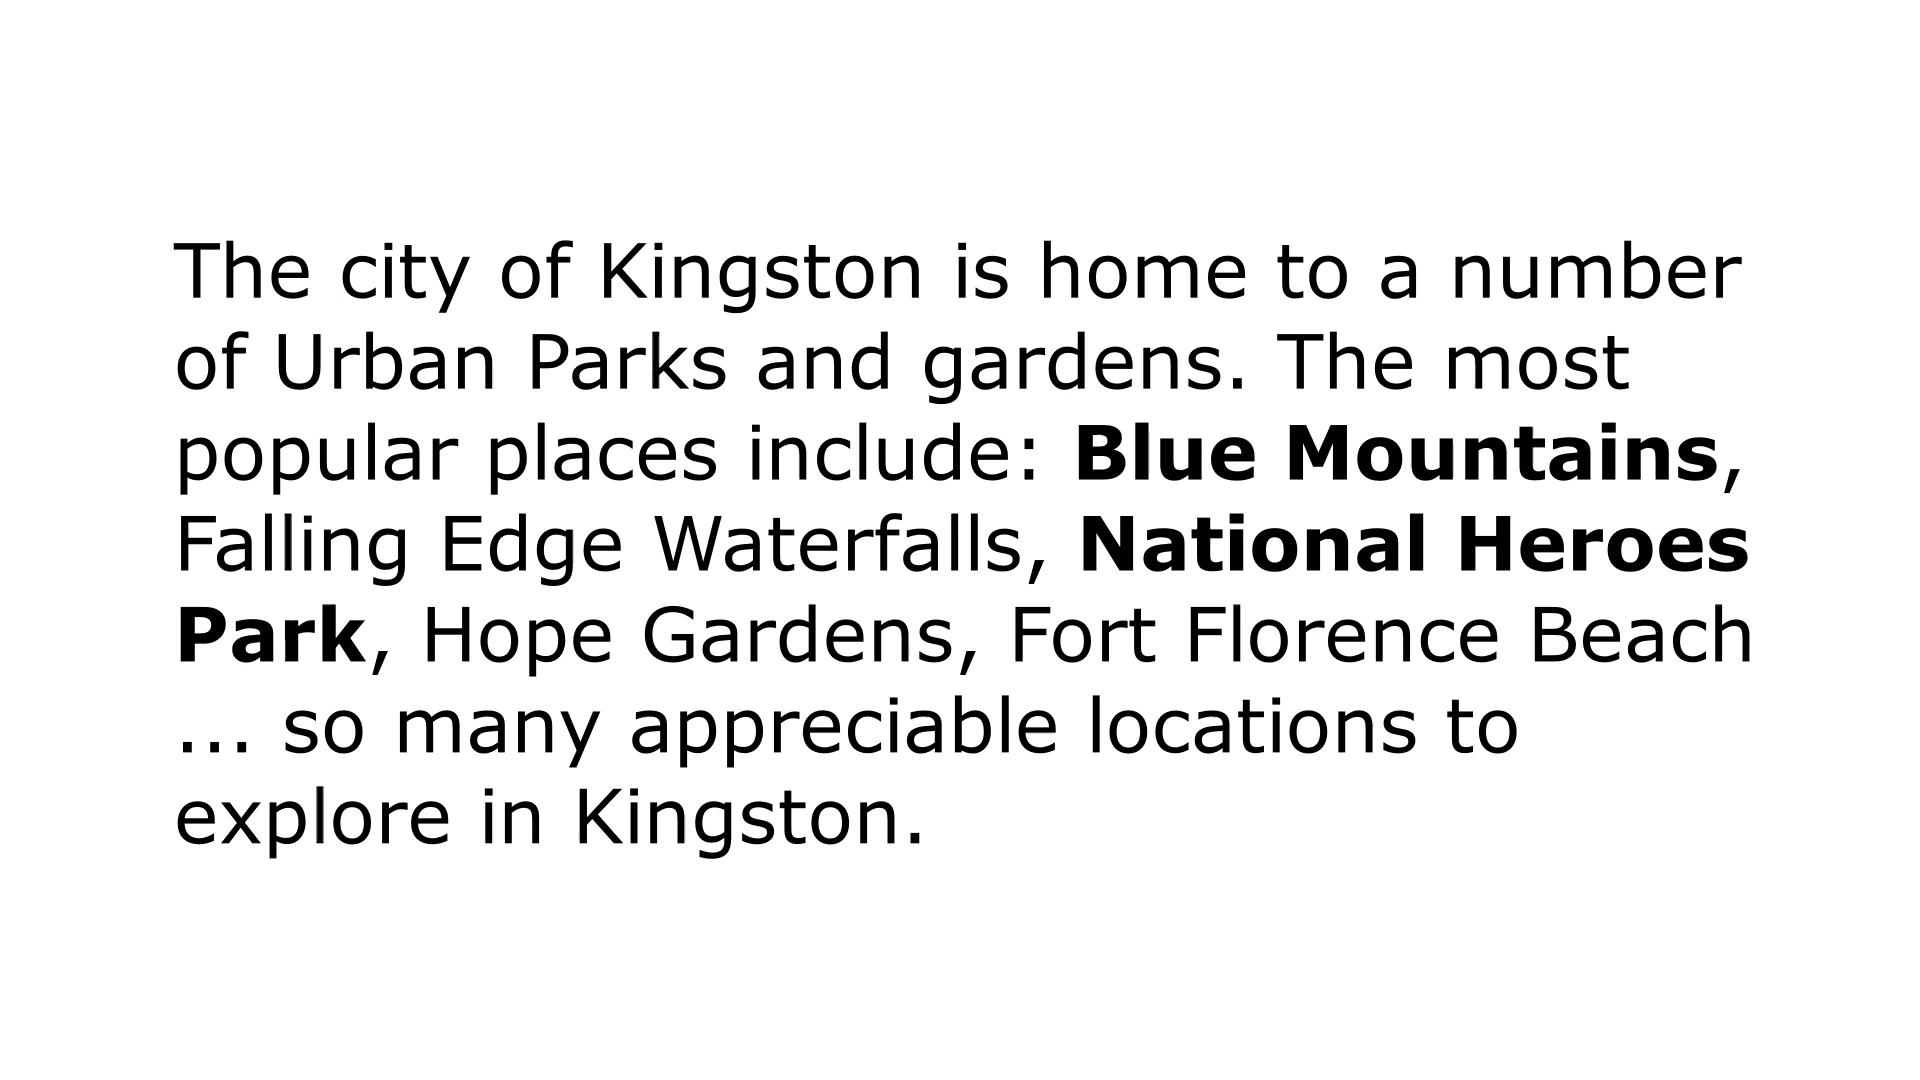 The city of Kingston is home to a number
of Urban Parks and gardens. The most
popular places include: Blue Mountains,
Falling Edge Waterfalls, National Heroes
Park, Hope Gardens, Fort Florence Beach
... so many appreciable locations to
explore in Kingston.